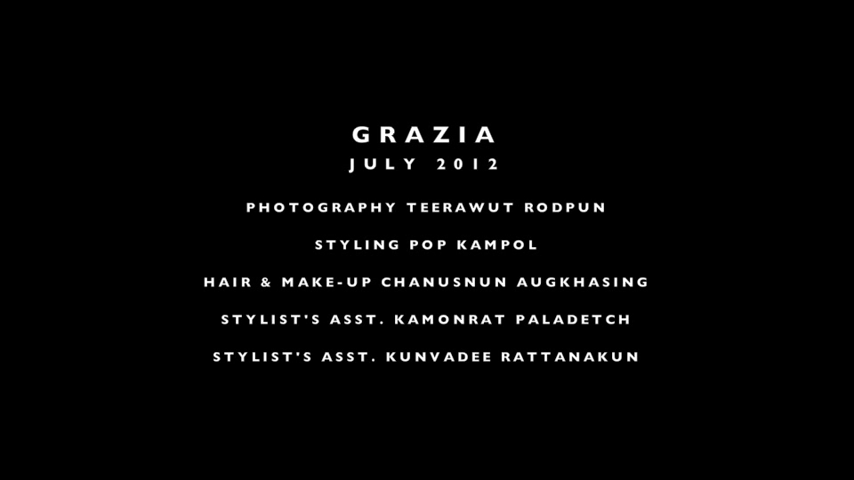 GRAZIA
JULY 2012
PHOTOGRAPHY TEERAWUT RODPUN
STYLING POP KAMPOL
HAIR & MAKE-UP CHANUSNUN AUGKHASING
STYLIST'S ASST. KAMONRAT PALADETCH
STYLIST'S ASST. KUNVADEE RATTANAKUN